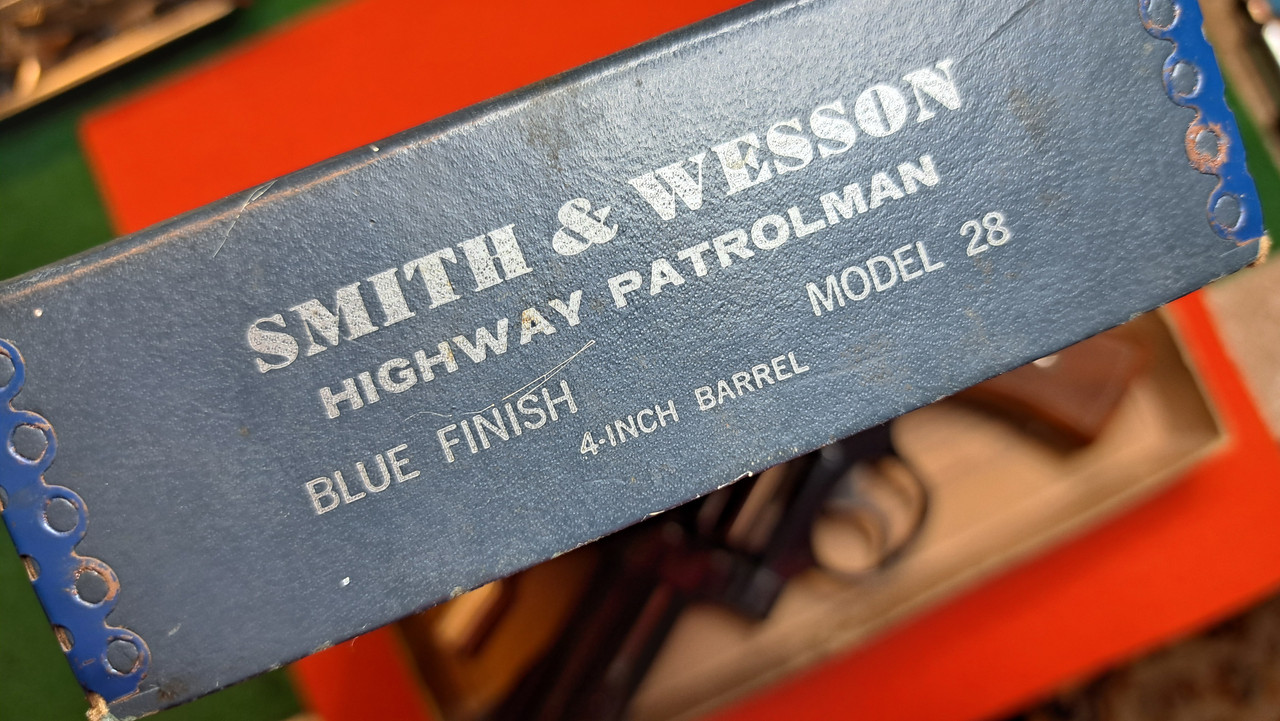 SMITH & WESSON
HIGHWAY PATROLMAN
MODEL 28
BLUE FINISH
4-INCH BARREL